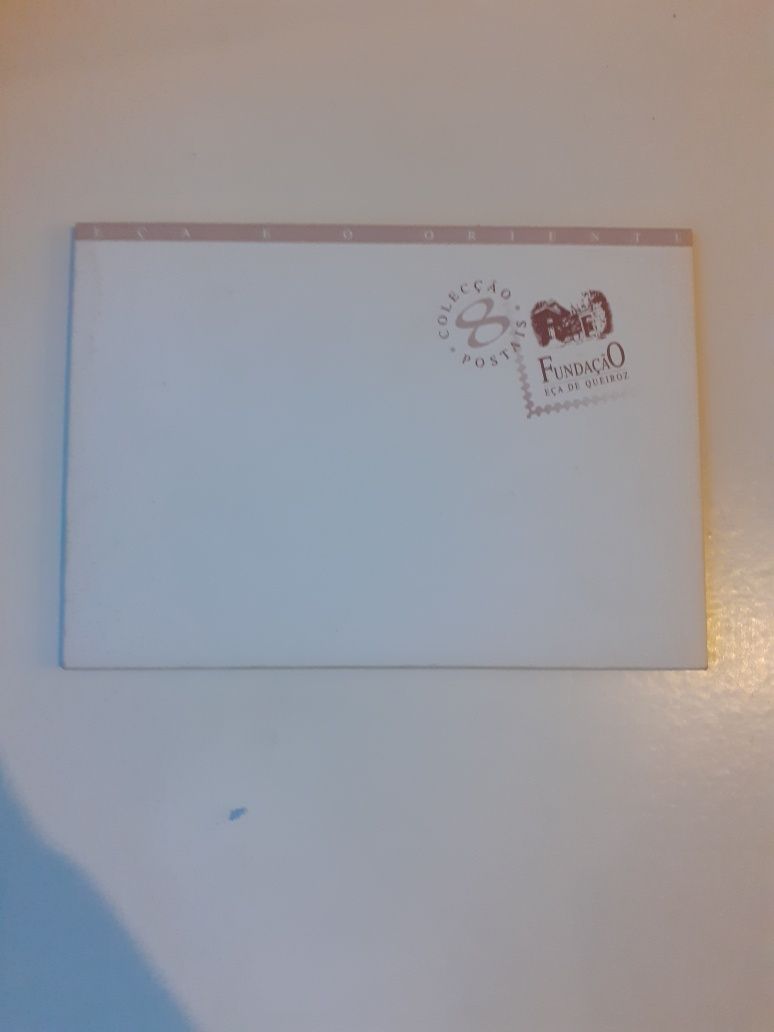 EÇA E O ORIENTE
COLECÇÃO
8
POSTAIS
FUNDAÇÃO
EÇA DE QUEIROZ